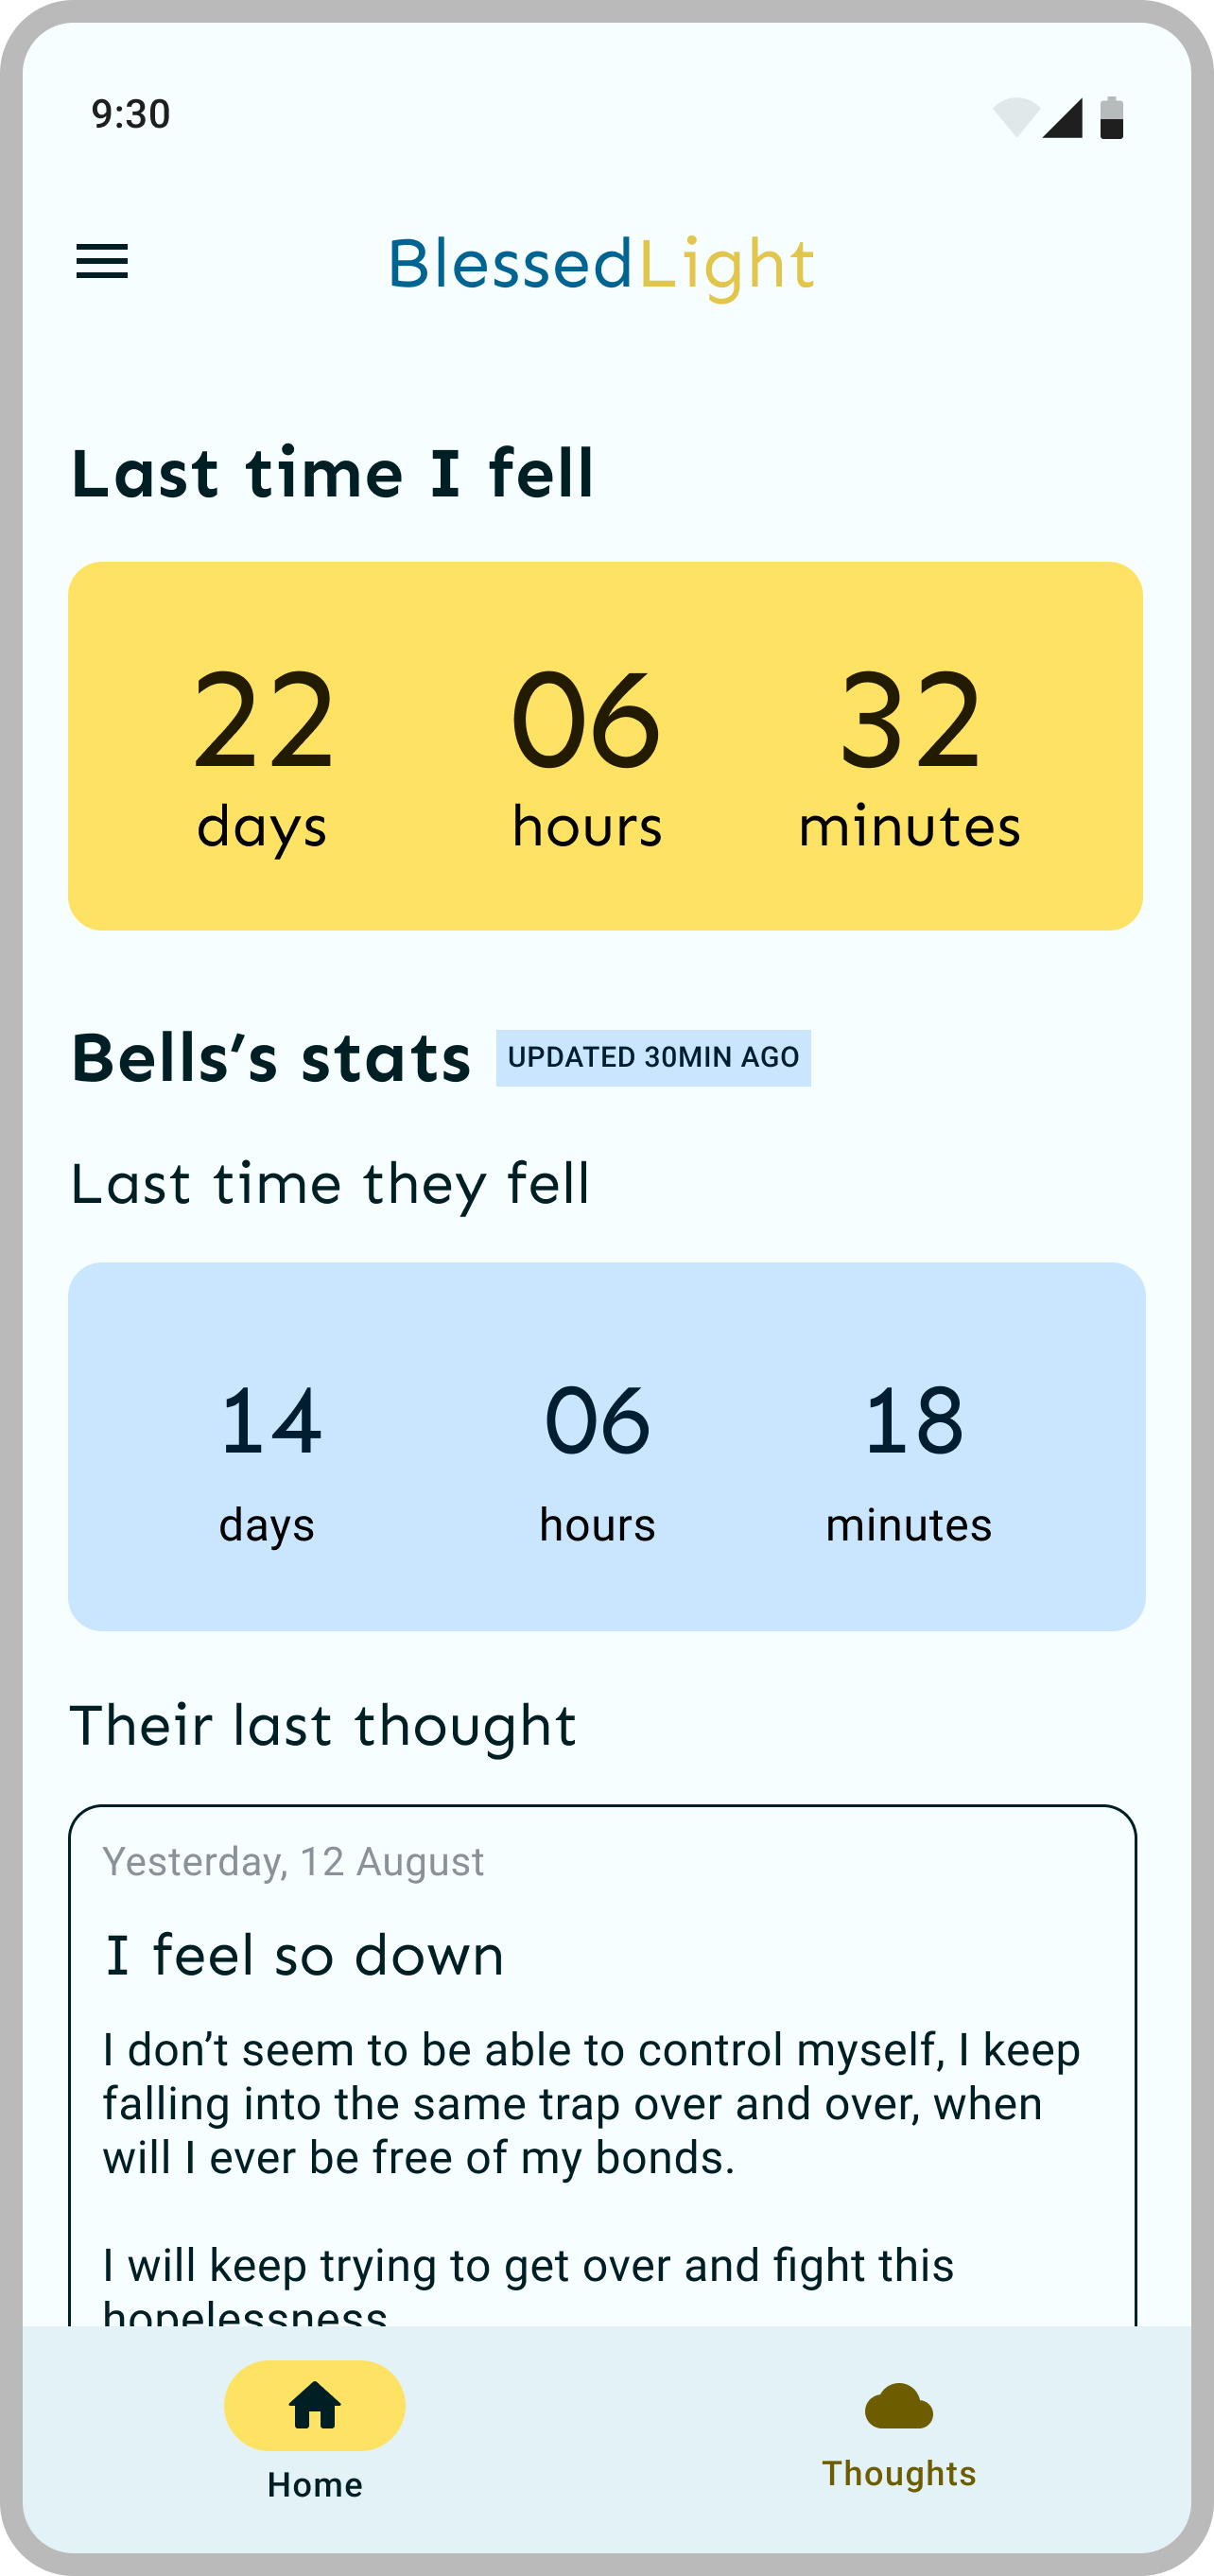 9:30
BlessedLight
Last time I fell
22 06 32
days hours minutes
Bells’s stats UPDATED 30MIN AGO
Last time they fell
14 06 18
days hours minutes
Their last thought
Yesterday, 12 August
I feel so down
I don’t seem to be able to control myself, I keep
falling into the same trap over and over, when
will I ever be free of my bonds.
I will keep trying to get over and fight this
hopelessness
Home Thoughts